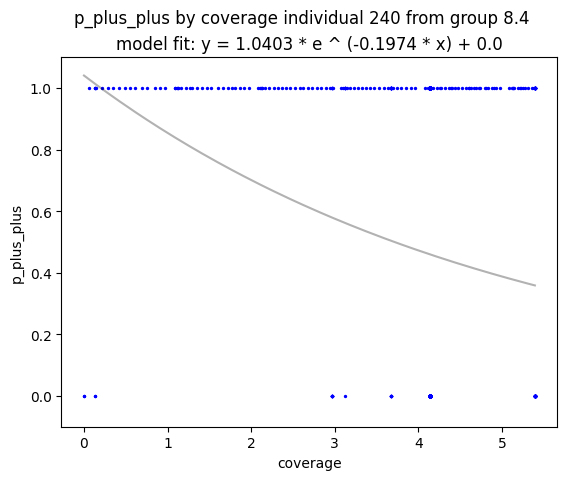 p_plus_plus by coverage individual 240 from group 8.4
model fit: y = 1.0403 * e ^ (-0.1974 * x) + 0.0
1.0
0.8
0.6
0.4
0.2
0.0
p_plus_plus
0 1 2 3 4 5
coverage